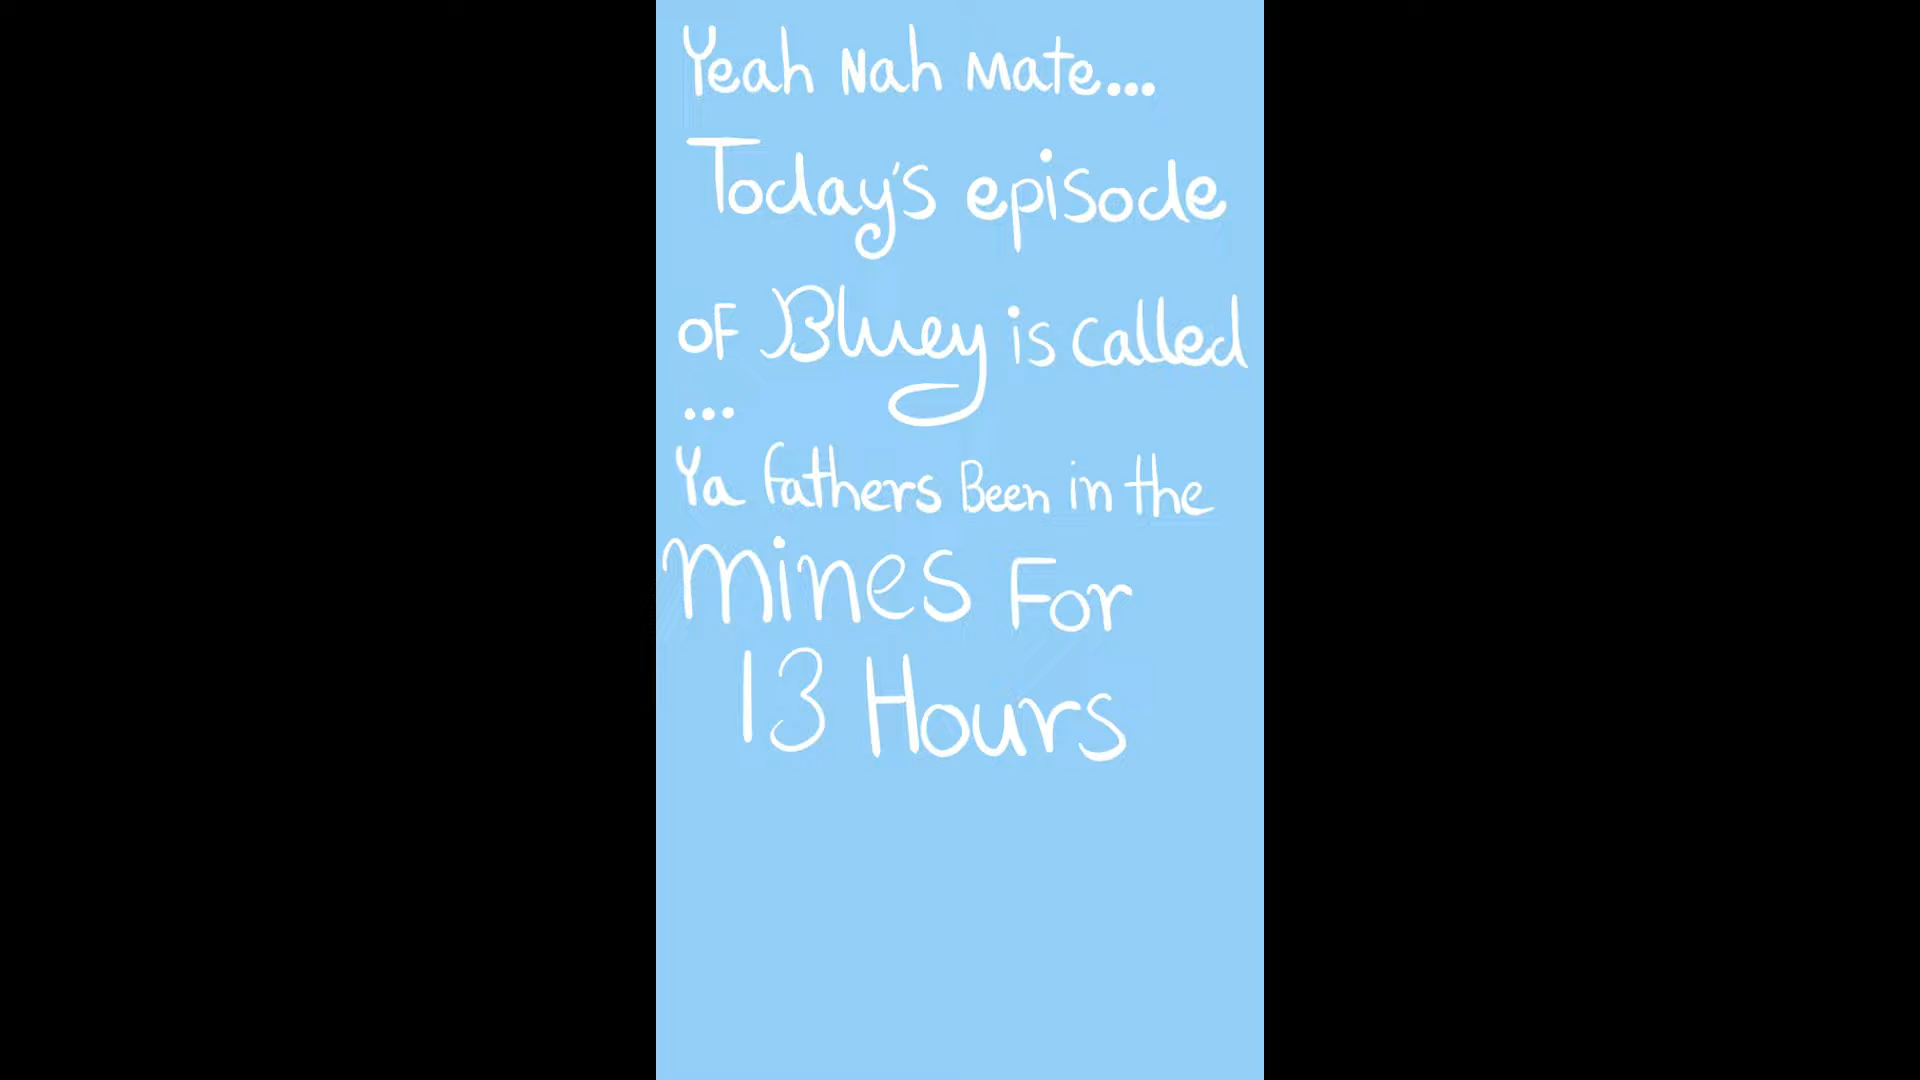 Yeah Nah Mate...
Today's episode
of Bluey is called
...
Ya fathers Been in the
mines For
13 Hours